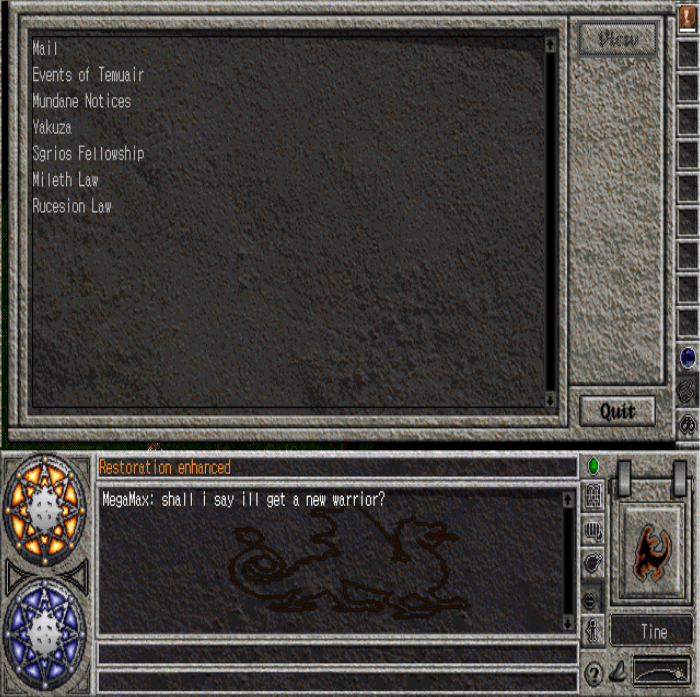 Mail
View
Events of Temuair
Mundane Notices
Yakuza
Sgrios Fellowship
Mileth Law
Rucesion Law
Quit
Restoration enhanced
MegaMax: shall i say ill get a new warrior?
Tine
?